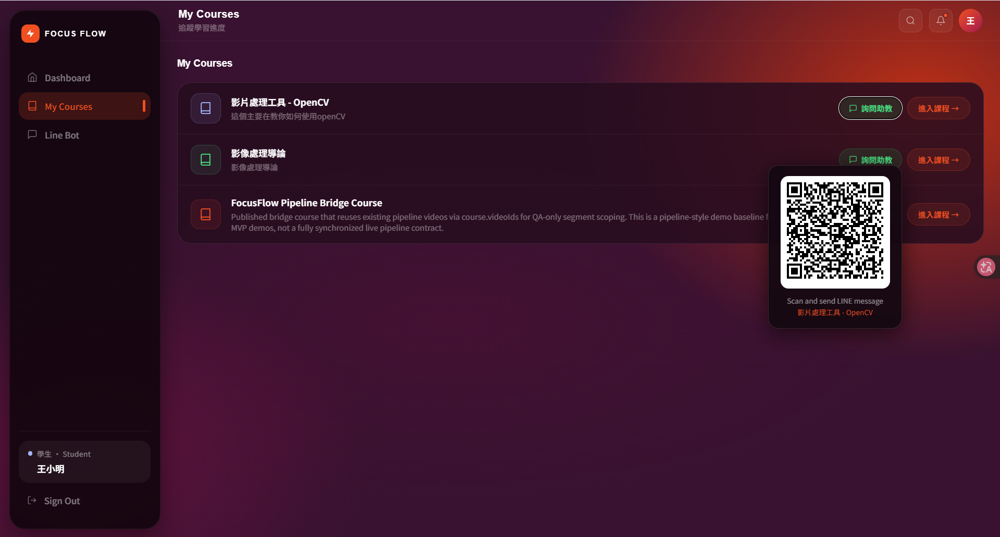 FOCUS FLOW
Dashboard
My Courses
Line Bot
學生 • Student
王小明
Sign Out
My Courses
追蹤學習進度
王
My Courses
影片處理工具 - OpenCV
這個主要在教你如何使用openCV
詢問助教
進入課程 →
影像處理導論
影像處理導論
詢問助教
進入課程 →
FocusFlow Pipeline Bridge Course
Published bridge course that reuses existing pipeline videos via course.videoIds for QA-only segment scoping. This is a pipeline-style demo baseline
MVP demos, not a fully synchronized live pipeline contract.
進入課程 →
Scan and send LINE message
影片處理工具 - OpenCV